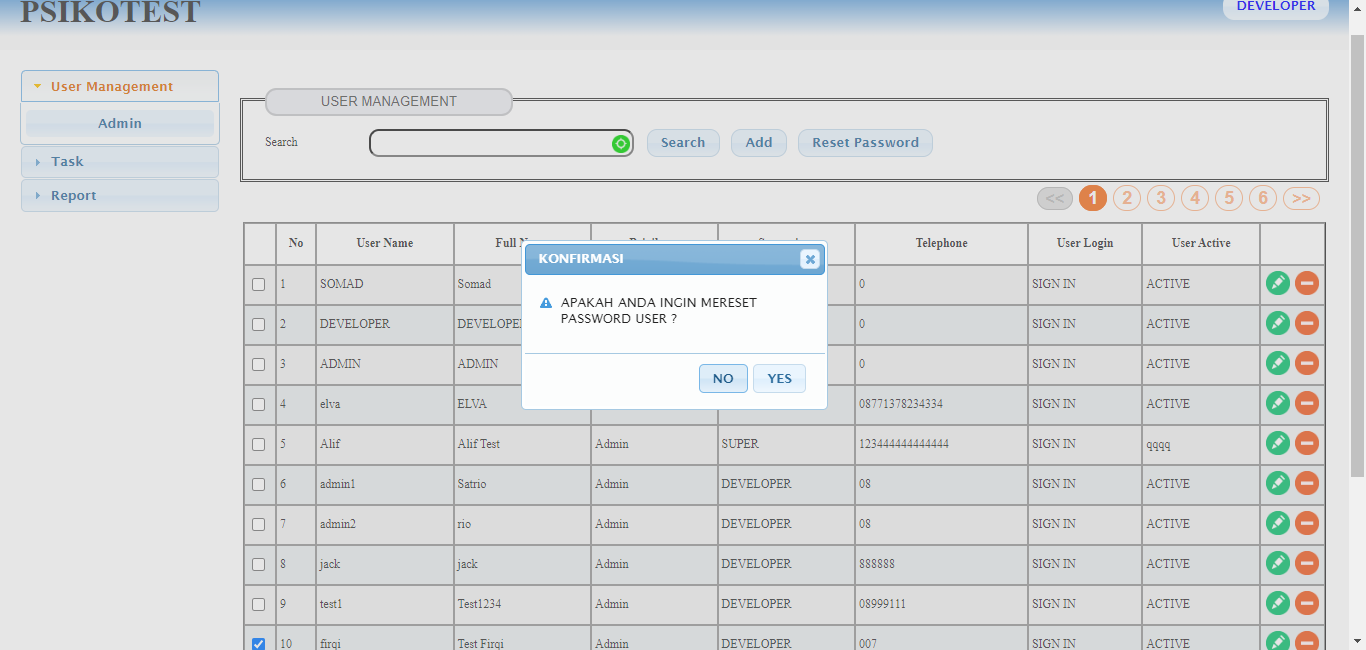 PSIKOTEST
DEVELOPER
User Management
Admin
Task
Report
USER MANAGEMENT
Search
Search Add Reset Password
<< 1 2 3 4 5 6 >>
No User Name Full Telephone User Login User Active
1 SOMAD Somad 0 SIGN IN ACTIVE
2 DEVELOPER 0 SIGN IN ACTIVE
3 ADMIN ADMIN 0 SIGN IN ACTIVE
4 elva ELVA 08771378234334 SIGN IN ACTIVE
5 Alif Alif Test Admin SUPER 123444444444444 SIGN IN qqqq
6 admin1 Satrio Admin DEVELOPER 08 SIGN IN ACTIVE
7 admin2 rio Admin DEVELOPER 08 SIGN IN ACTIVE
8 jack jack Admin DEVELOPER 888888 SIGN IN ACTIVE
9 test1 Test1234 Admin DEVELOPER 08999111 SIGN IN ACTIVE
10 firqi Test Firqi Admin DEVELOPER 007 SIGN IN ACTIVE
KONFIRMASI
APAKAH ANDA INGIN MERESET
PASSWORD USER ?
NO YES